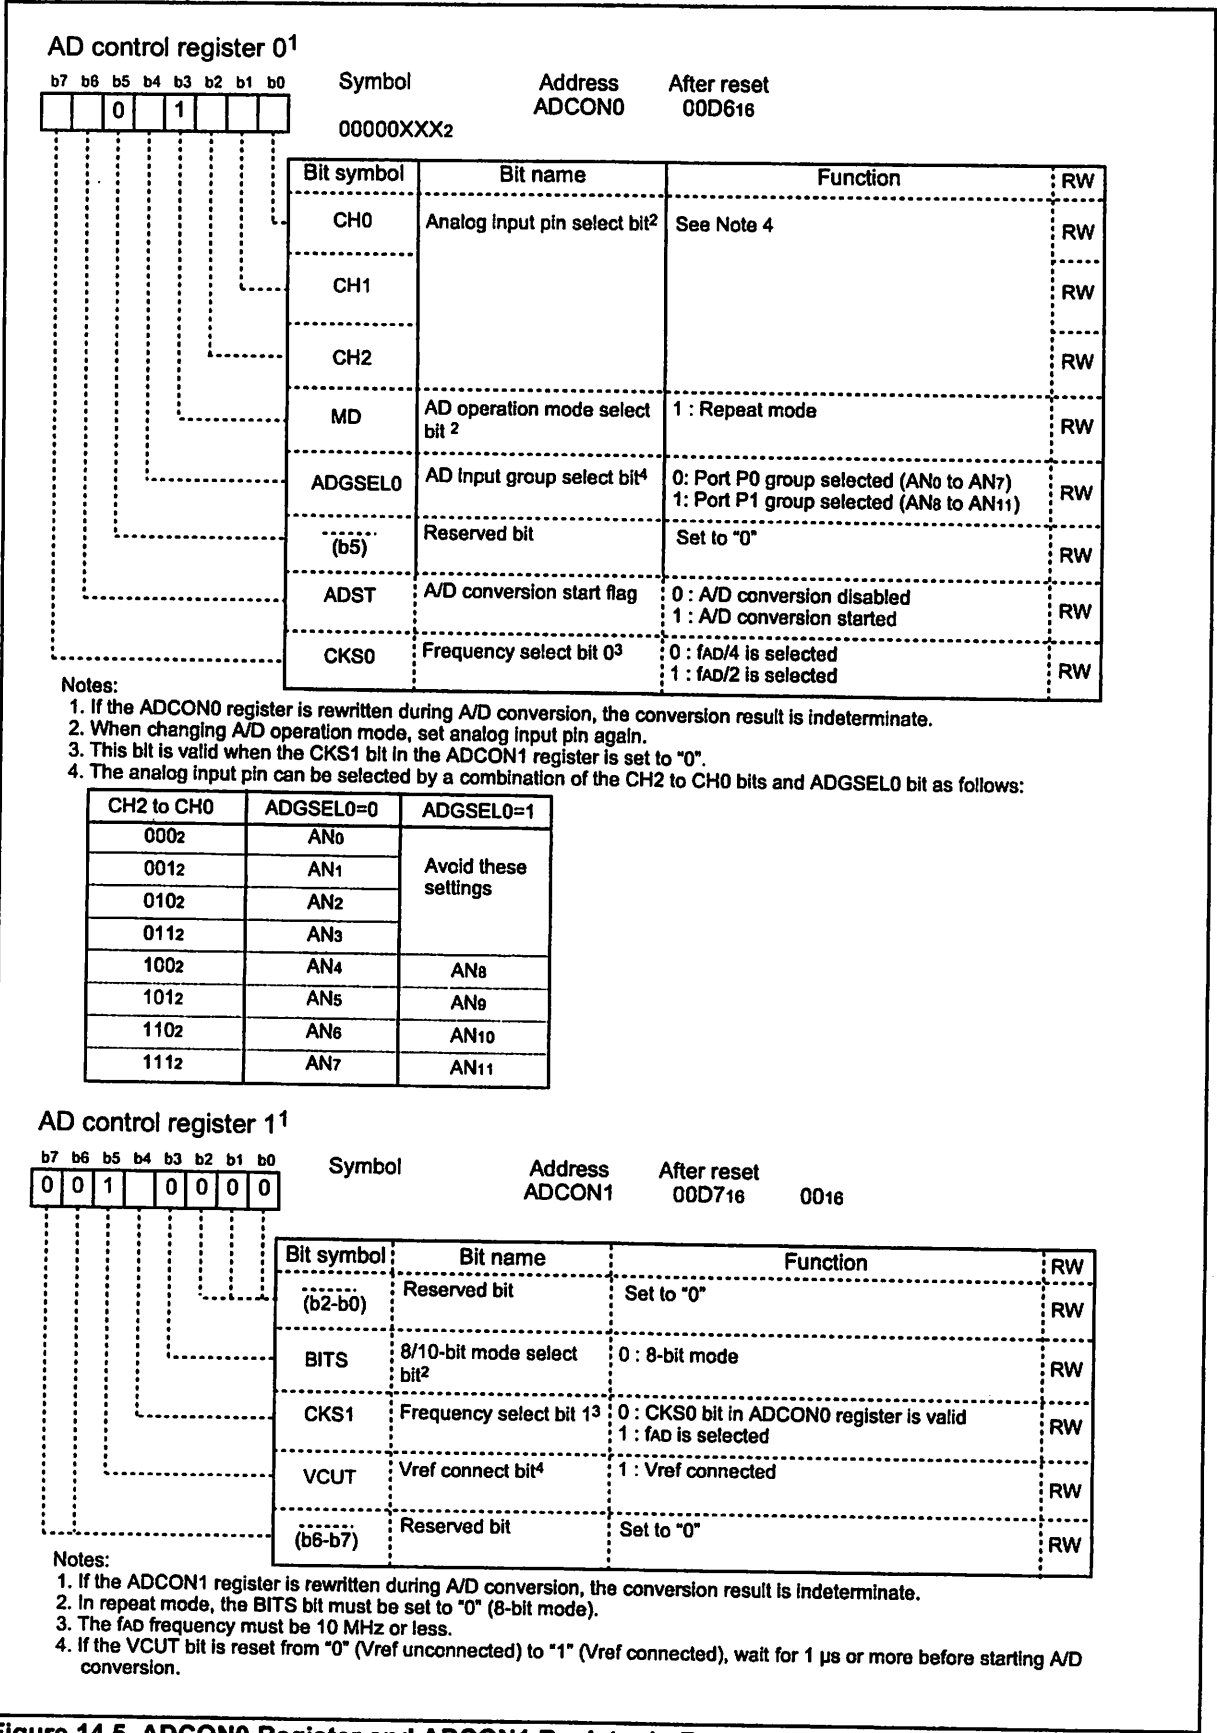 AD control register 01
b7 b6 b5 b4 b3 b2 b1 b0 Symbol Address After reset
0 1 ADCON0 00D616
00000XXX2
Bit symbol Bit name Function RW
CH0 Analog input pin select bit2 See Note 4 RW
CH1 RW
CH2 RW
MD AD operation mode select bit 2 1 : Repeat mode RW
ADGSEL0 AD input group select bit4 0: Port P0 group selected (AN0 to AN7)
1: Port P1 group selected (AN8 to AN11) RW
(b5) Reserved bit Set to "0" RW
ADST A/D conversion start flag 0 : A/D conversion disabled
1 : A/D conversion started RW
CKS0 Frequency select bit 03 0 : fAD/4 is selected
1 : fAD/2 is selected RW
Notes:
1. If the ADCON0 register is rewritten during A/D conversion, the conversion result is indeterminate.
2. When changing A/D operation mode, set analog input pin again.
3. This bit is valid when the CKS1 bit in the ADCON1 register is set to "0".
4. The analog input pin can be selected by a combination of the CH2 to CH0 bits and ADGSEL0 bit as follows:
CH2 to CH0 ADGSEL0=0 ADGSEL0=1
0002 AN0
0012 AN1 Avoid these
settings
0102 AN2
0112 AN3
1002 AN4 AN8
1012 AN5 AN9
1102 AN6 AN10
1112 AN7 AN11
AD control register 11
b7 b6 b5 b4 b3 b2 b1 b0 Symbol Address After reset
0 0 1 0 0 0 0 ADCON1 00D716 0016
Bit symbol Bit name Function RW
(b2-b0) Reserved bit Set to "0" RW
BITS 8/10-bit mode select bit2 0 : 8-bit mode RW
CKS1 Frequency select bit 13 0 : CKS0 bit in ADCON0 register is valid
1 : fAD is selected RW
VCUT Vref connect bit4 1 : Vref connected RW
(b6-b7) Reserved bit Set to "0" RW
Notes:
1. If the ADCON1 register is rewritten during A/D conversion, the conversion result is indeterminate.
2. In repeat mode, the BITS bit must be set to "0" (8-bit mode).
3. The fAD frequency must be 10 MHz or less.
4. If the VCUT bit is reset from "0" (Vref unconnected) to "1" (Vref connected), wait for 1 µs or more before starting A/D
conversion.
Figure 14.5 ADCON0 Register and ADCON1